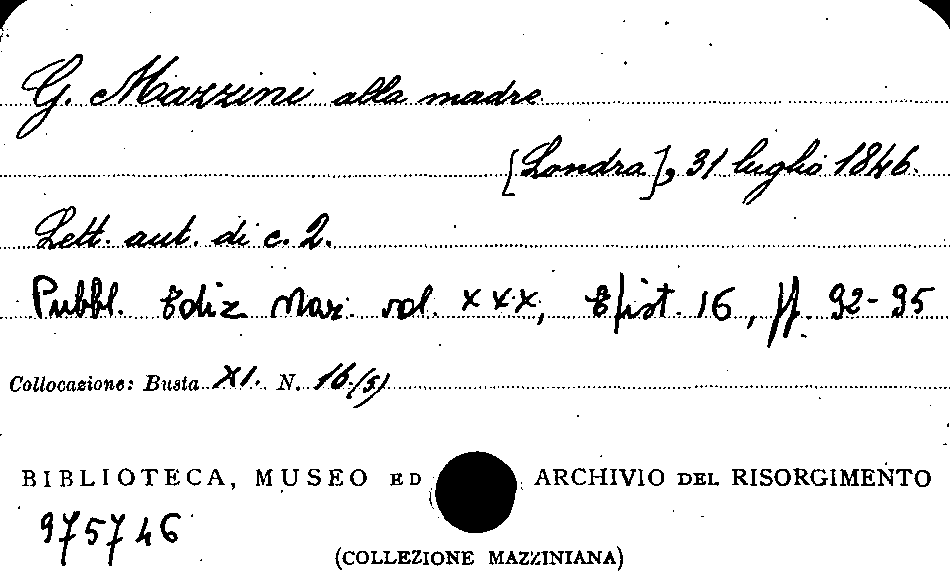 G. Mazzini alla madre
[Londra], 31 luglio 1846.
Lett. aut. di c. 2.
Pubbl. Ediz Naz. vol. XXX, Epist. 16, pp. 92-95
Collocazione: Busta XI. N. 16.(5)
BIBLIOTECA, MUSEO ED ARCHIVIO DEL RISORGIMENTO
975746
(COLLEZIONE MAZZINIANA)